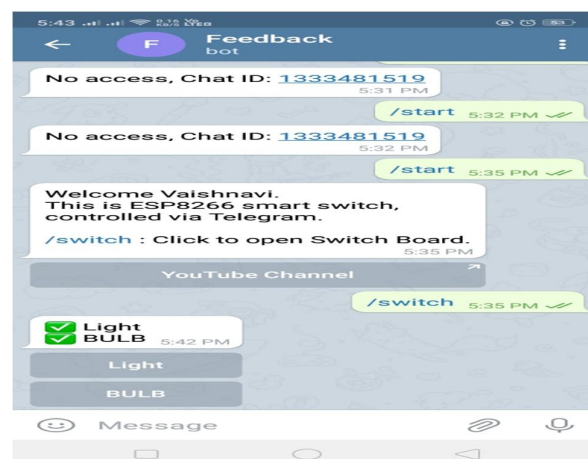 5:43
53
F
Feedback
bot
No access, Chat ID: 1333481519
5:31 PM
/start 5:32 PM
No access, Chat ID: 1333481519
5:32 PM
/start 5:35 PM
Welcome Vaishnavi.
This is ESP8266 smart switch,
controlled via Telegram.
/switch : Click to open Switch Board.
5:35 PM
YouTube Channel
/switch 5:35 PM
Light
BULB 5:42 PM
Light
BULB
Message